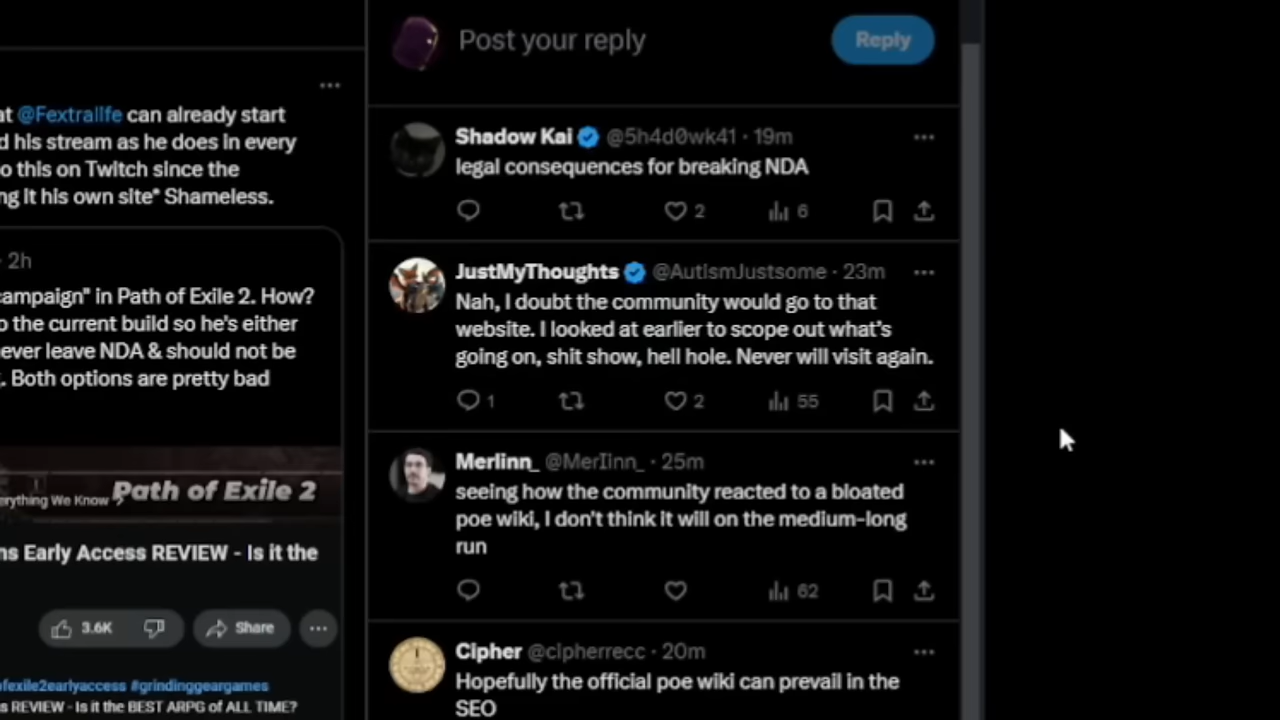 at @Fextralife can already start
d his stream as he does in every
o this on Twitch since the
ng it his own site* Shameless.
· 2h
campaign" in Path of Exile 2. How?
o the current build so he's either
never leave NDA & should not be
. Both options are pretty bad
erything We Know
Path of Exile 2
ns Early Access REVIEW - Is it the
3.6K
Share
fexile2earlyaccess #grindinggeargames
s REVIEW - Is it the BEST ARPG of ALL TIME?
Post your reply
Reply
Shadow Kai @5h4d0wk41 · 19m
legal consequences for breaking NDA
2 6
JustMyThoughts @AutismJustsome · 23m
Nah, I doubt the community would go to that
website. I looked at earlier to scope out what's
going on, shit show, hell hole. Never will visit again.
1 2 55
Merlinn_ @MerIinn_ · 25m
seeing how the community reacted to a bloated
poe wiki, I don't think it will on the medium-long
run
62
Cipher @cipherrecc · 20m
Hopefully the official poe wiki can prevail in the
SEO